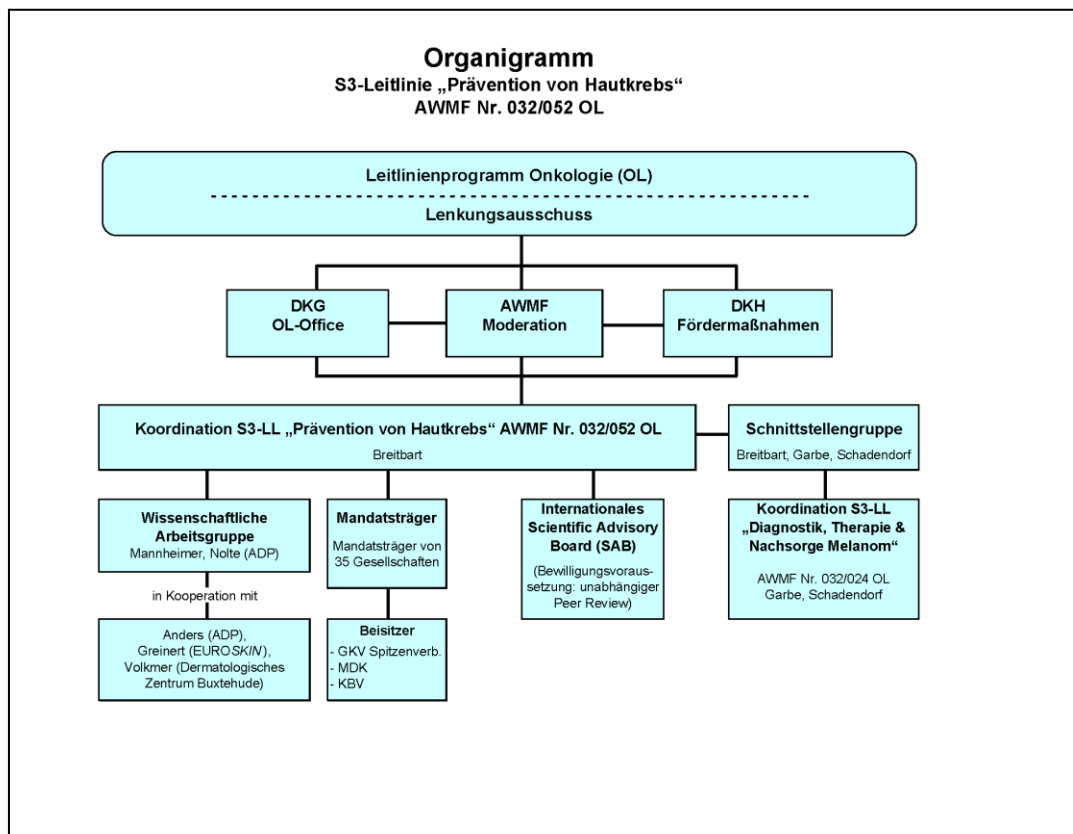 Organigramm
S3-Leitlinie „Prävention von Hautkrebs“
AWMF Nr. 032/052 OL
Leitlinienprogramm Onkologie (OL)
Lenkungsausschuss
DKG
OL-Office
AWMF
Moderation
DKH
Fördermaßnahmen
Koordination S3-LL „Prävention von Hautkrebs“ AWMF Nr. 032/052 OL
Breitbart
Schnittstellengruppe
Breitbart, Garbe, Schadendorf
Wissenschaftliche
Arbeitsgruppe
Mannheimer, Nolte (ADP)
in Kooperation mit
Anders (ADP),
Greinert (EUROSKIN),
Volkmer (Dermatologisches
Zentrum Buxtehude)
Mandatsträger
Mandatsträger von
35 Gesellschaften
Beisitzer
- GKV Spitzenverb.
- MDK
- KBV
Internationales
Scientific Advisory
Board (SAB)
(Bewilligungsvoraus-
setzung: unabhängiger
Peer Review)
Koordination S3-LL
„Diagnostik, Therapie &
Nachsorge Melanom“
AWMF Nr. 032/024 OL
Garbe, Schadendorf